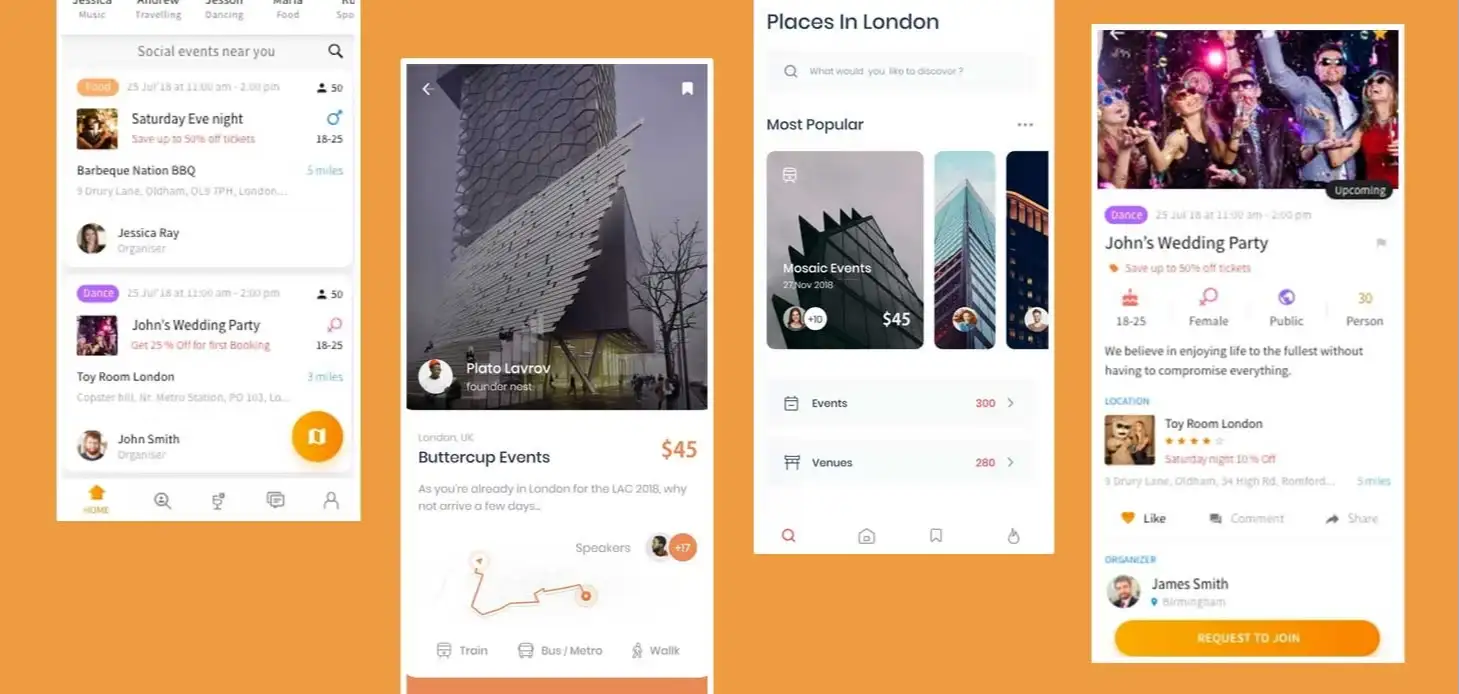 Jessica Andrew Jesson Maria
Music Travelling Dancing Food Spo
Social events near you
Food 25 Jul'18 at 11:00 am - 2:00 pm 50
Saturday Eve night
Save up to 50% off tickets 18-25
Barbeque Nation BBQ 5 miles
9 Drury Lane, Oldham, OL9 7PH, London...
Jessica Ray
Organiser
Dance 25 Jul'18 at 11:00 am - 2:00 pm 50
John's Wedding Party
Get 25% Off for first Booking 18-25
Toy Room London 3 miles
Copster hill, Nr. Metro Station, PO 103, Lo...
John Smith
Organiser
HOME
Plato Lavrov
founder nest
London, UK
Buttercup Events $45
As you're already in London for the LAC 2018, why
not arrive a few days...
Speakers +17
Train Bus / Metro Wallk
Places In London
What would you like to discover ?
Most Popular
Mosaic Events
27,Nov 2018
+10 $45
Events 300
Venues 280
Upcoming
Dance 25 Jul'18 at 11:00 am - 2:00 pm
John's Wedding Party
Save up to 50% off tickets
30
18-25 Female Public Person
We believe in enjoying life to the fullest without
having to compromise everything.
LOCATION
Toy Room London
Saturday night 10% Off
9 Drury Lane, Oldham, 34 High Rd, Romford... 5 miles
Like Comment Share
ORGANIZER
James Smith
Birmingham
REQUEST TO JOIN